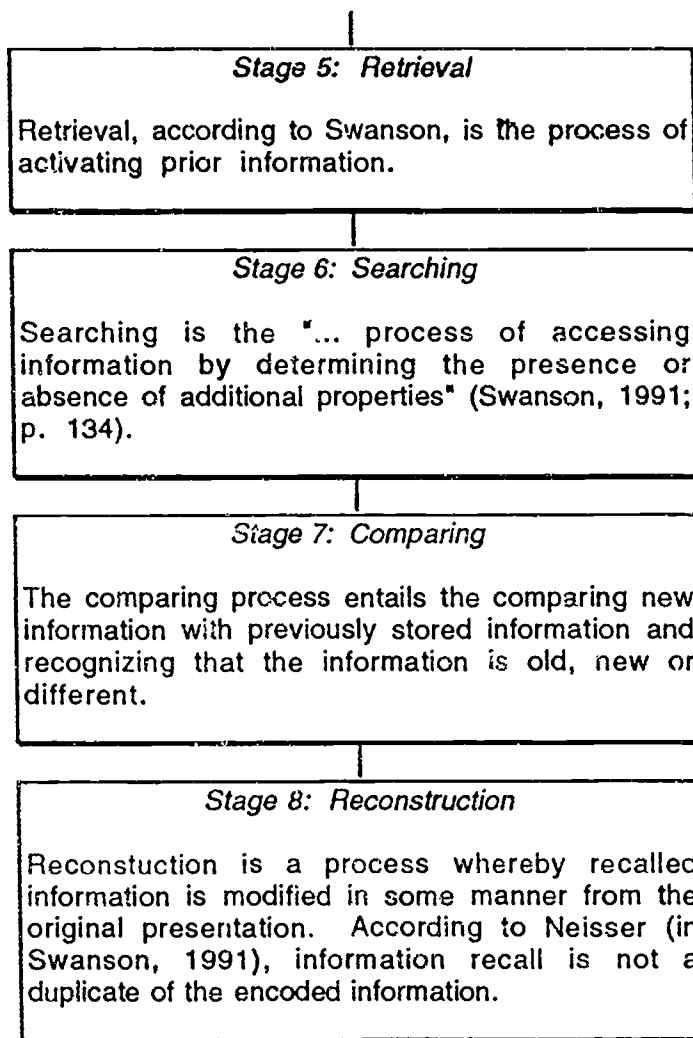 Stage 5: Retrieval
Retrieval, according to Swanson, is the process of
activating prior information.
Stage 6: Searching
Searching is the "... process of accessing
information by determining the presence or
absence of additional properties" (Swanson, 1991;
p. 134).
Stage 7: Comparing
The comparing process entails the comparing new
information with previously stored information and
recognizing that the information is old, new or
different.
Stage 8: Reconstruction
Reconstuction is a process whereby recalled
information is modified in some manner from the
original presentation. According to Neisser (in
Swanson, 1991), information recall is not a
duplicate of the encoded information.